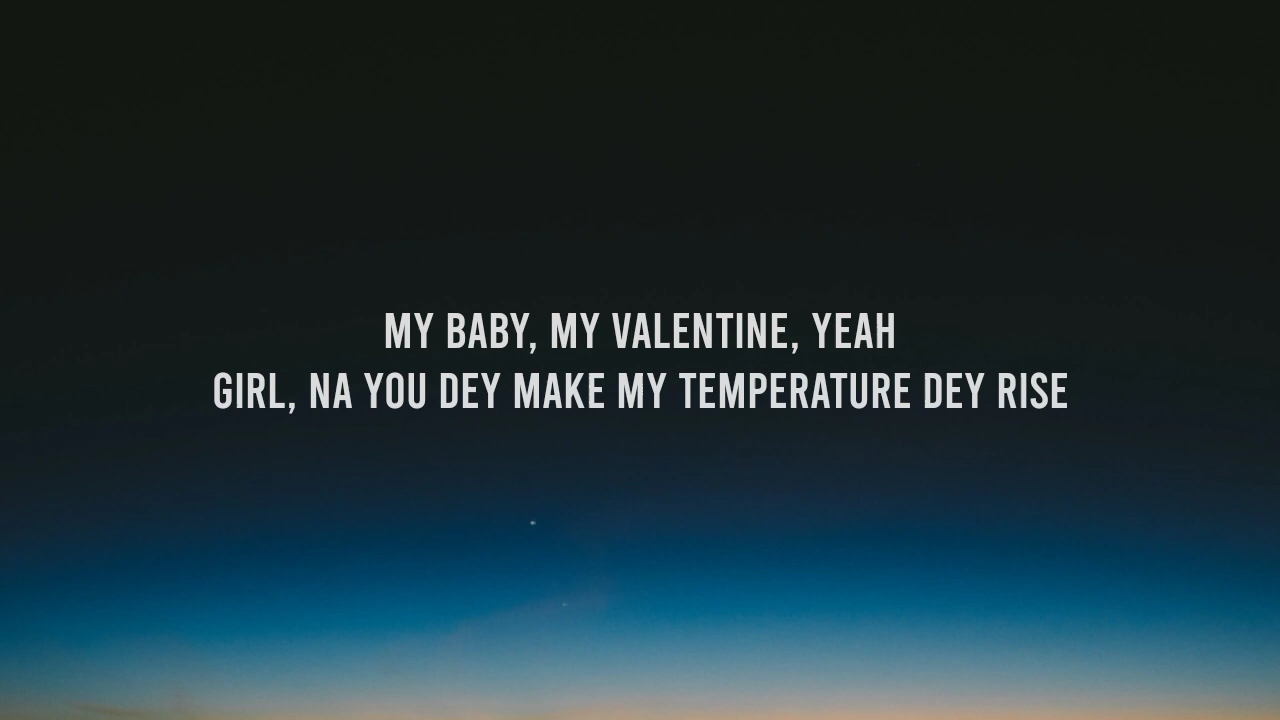 MY BABY, MY VALENTINE, YEAH
GIRL, NA YOU DEY MAKE MY TEMPERATURE DEY RISE